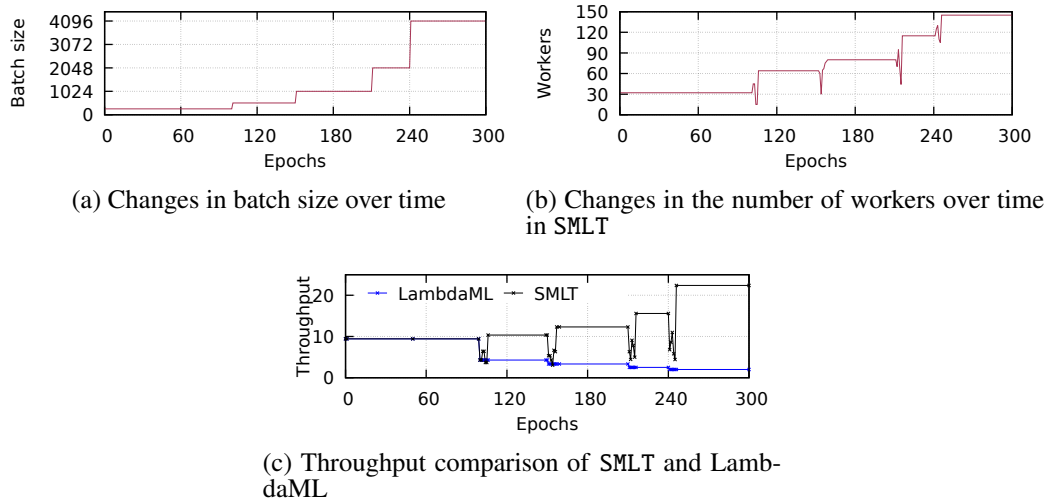 4096
3072
2048
1024
0
Batch size
0 60 120 180 240 300
Epochs
(a) Changes in batch size over time
150
120
90
60
30
0
Workers
0 60 120 180 240 300
Epochs
(b) Changes in the number of workers over time
in SMLT
20
10
0
Throughput
LambdaML SMLT
0 60 120 180 240 300
Epochs
(c) Throughput comparison of SMLT and Lamb-
daML